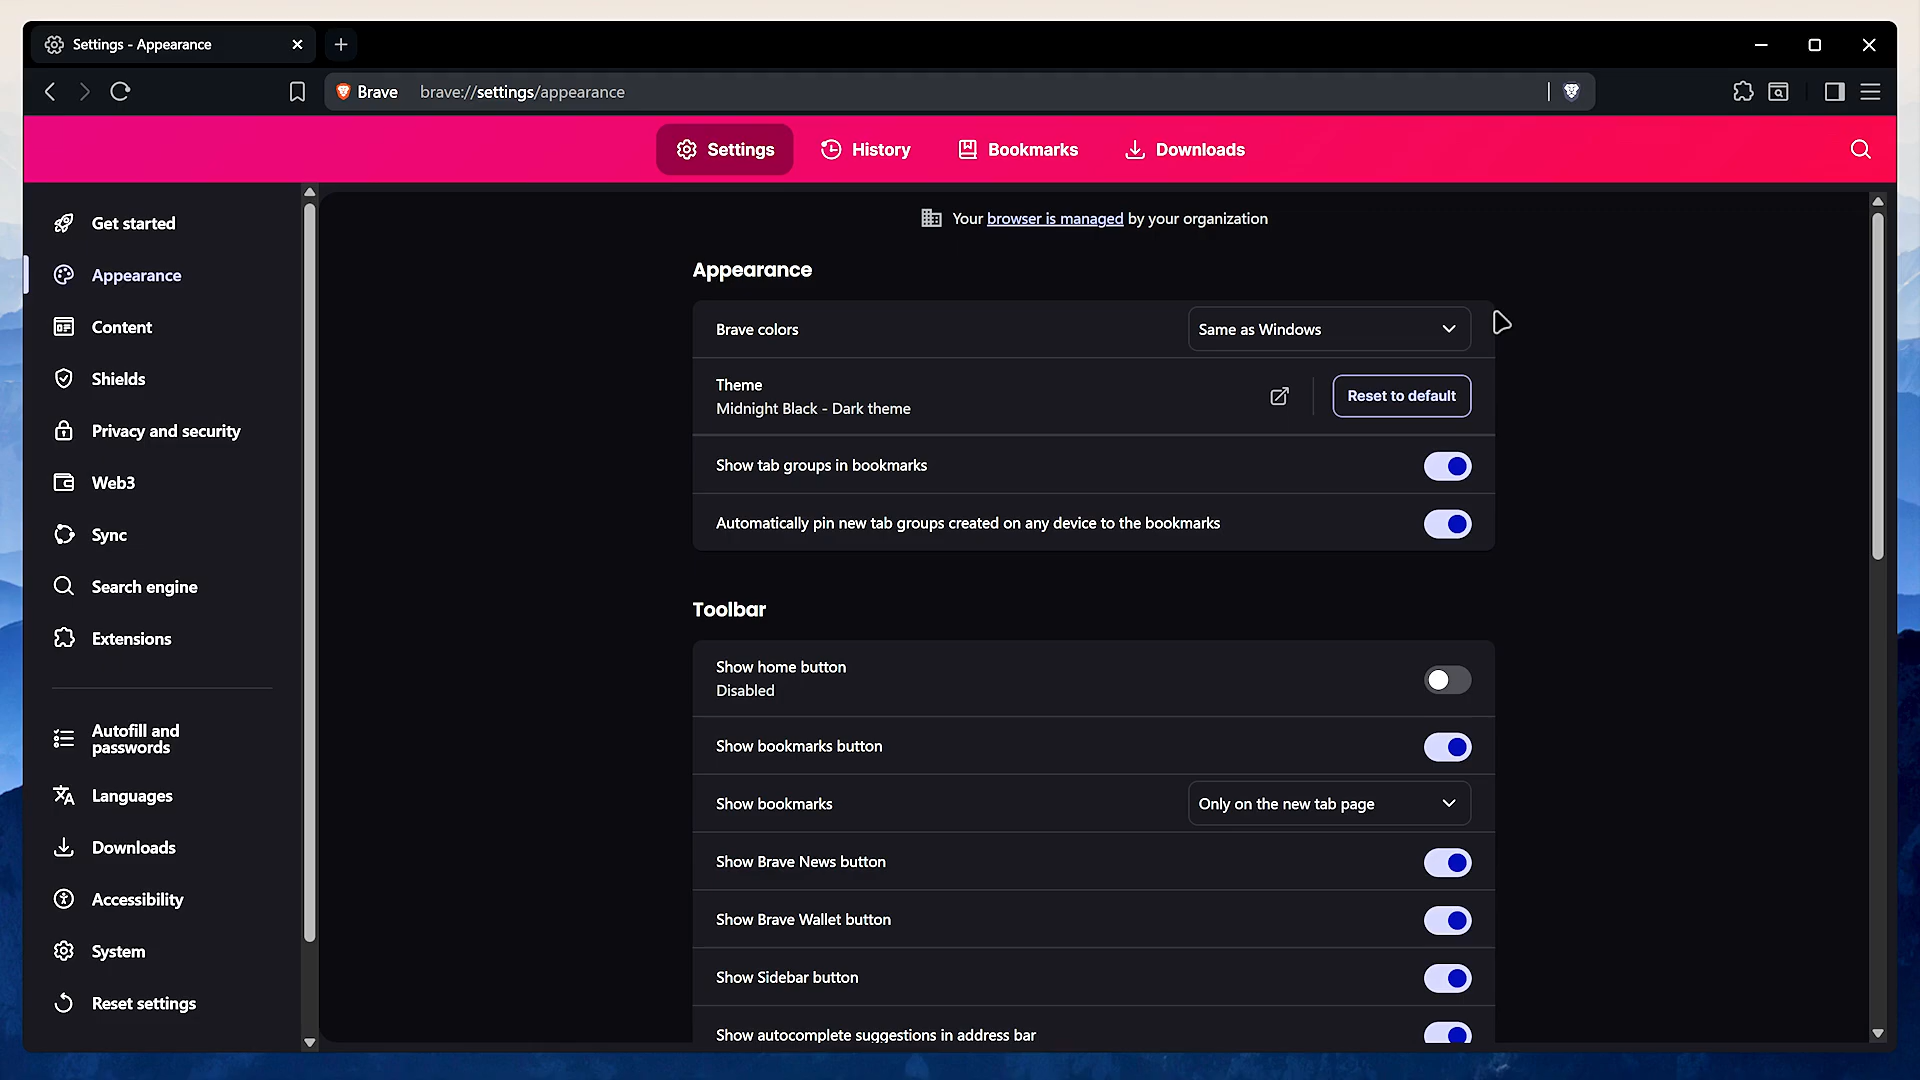 Settings - Appearance
Brave brave://settings/appearance
Settings History Bookmarks Downloads
Get started
Appearance
Content
Shields
Privacy and security
Web3
Sync
Search engine
Extensions
Autofill and
passwords
Languages
Downloads
Accessibility
System
Reset settings
Your browser is managed by your organization
Appearance
Brave colors Same as Windows
Theme
Midnight Black - Dark theme
Reset to default
Show tab groups in bookmarks
Automatically pin new tab groups created on any device to the bookmarks
Toolbar
Show home button
Disabled
Show bookmarks button
Show bookmarks Only on the new tab page
Show Brave News button
Show Brave Wallet button
Show Sidebar button
Show autocomplete suggestions in address bar